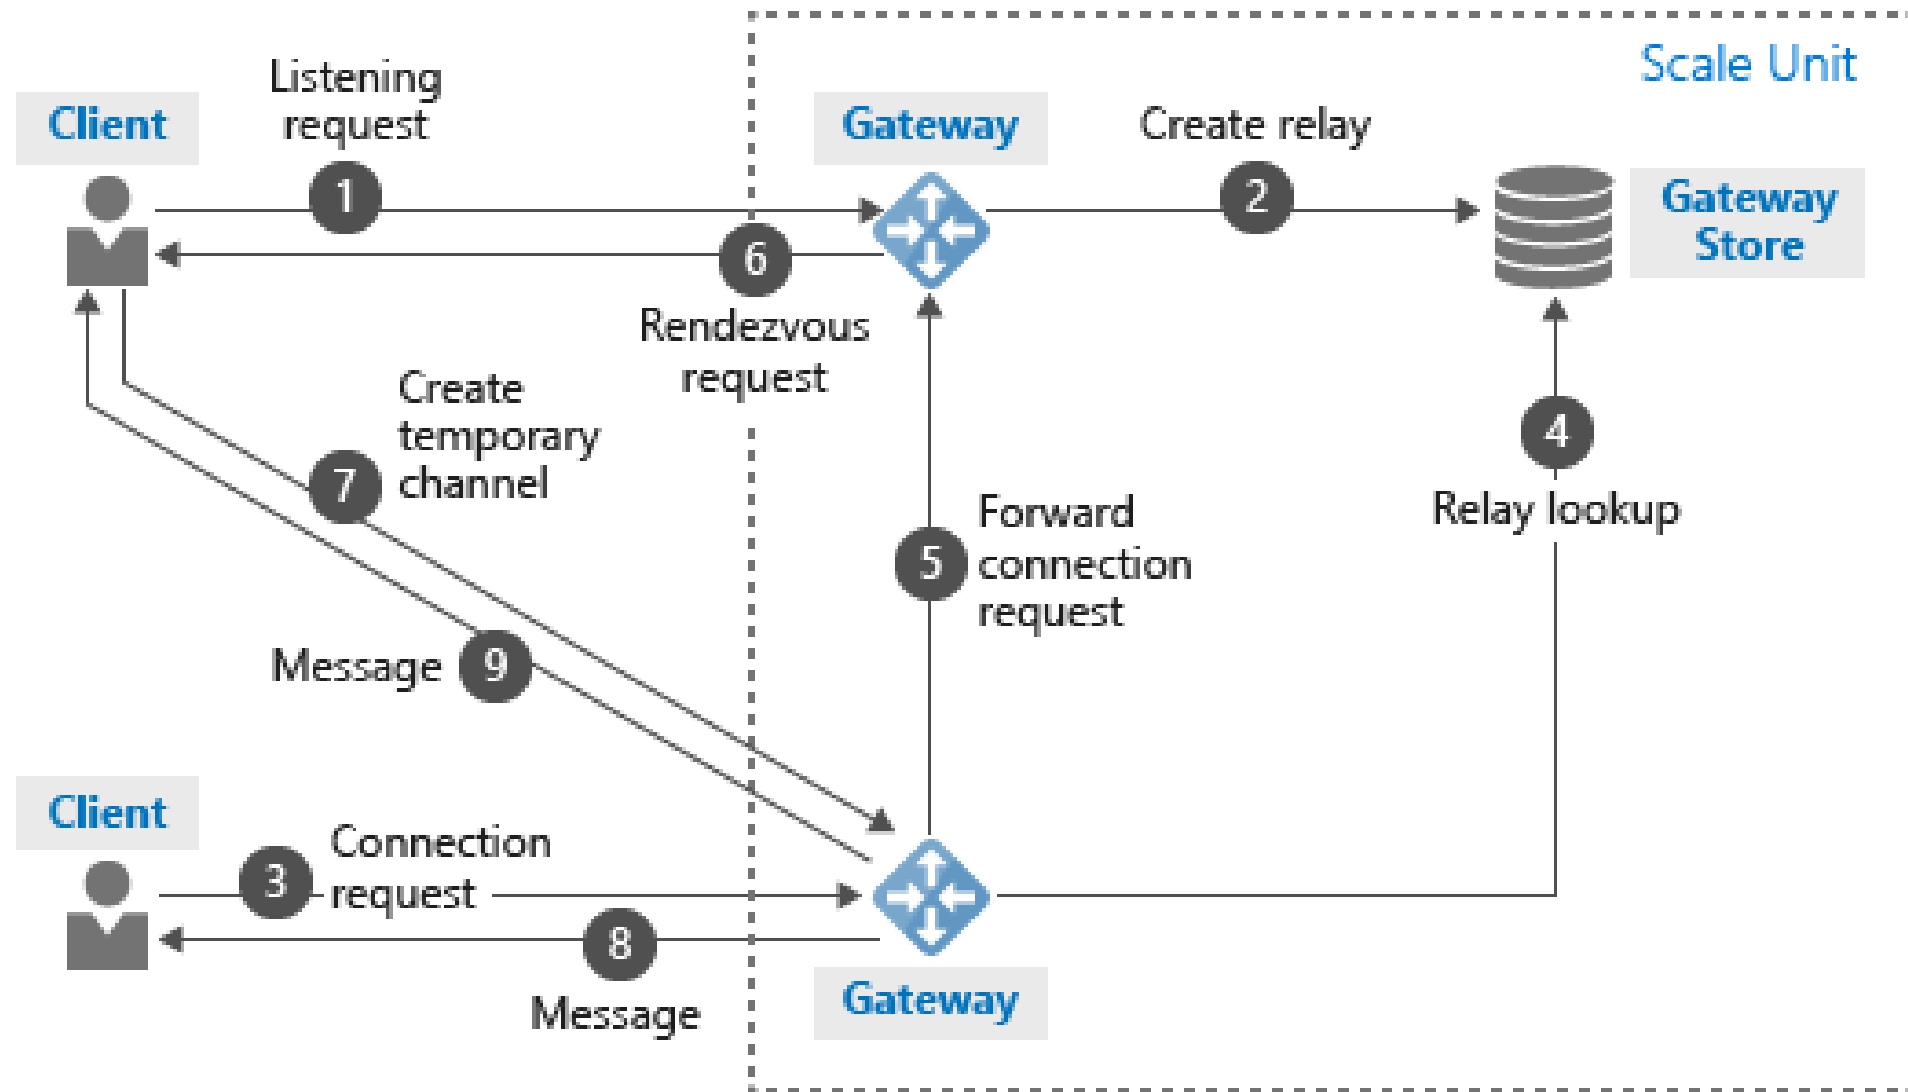 Scale Unit
Listening
request
Client
Gateway
Create relay
1
2
Gateway
Store
6
Rendezvous
request
Create
temporary
channel
7
4
Relay lookup
Forward
connection
request
5
Message
9
Client
Connection
request
3
8
Message
Gateway